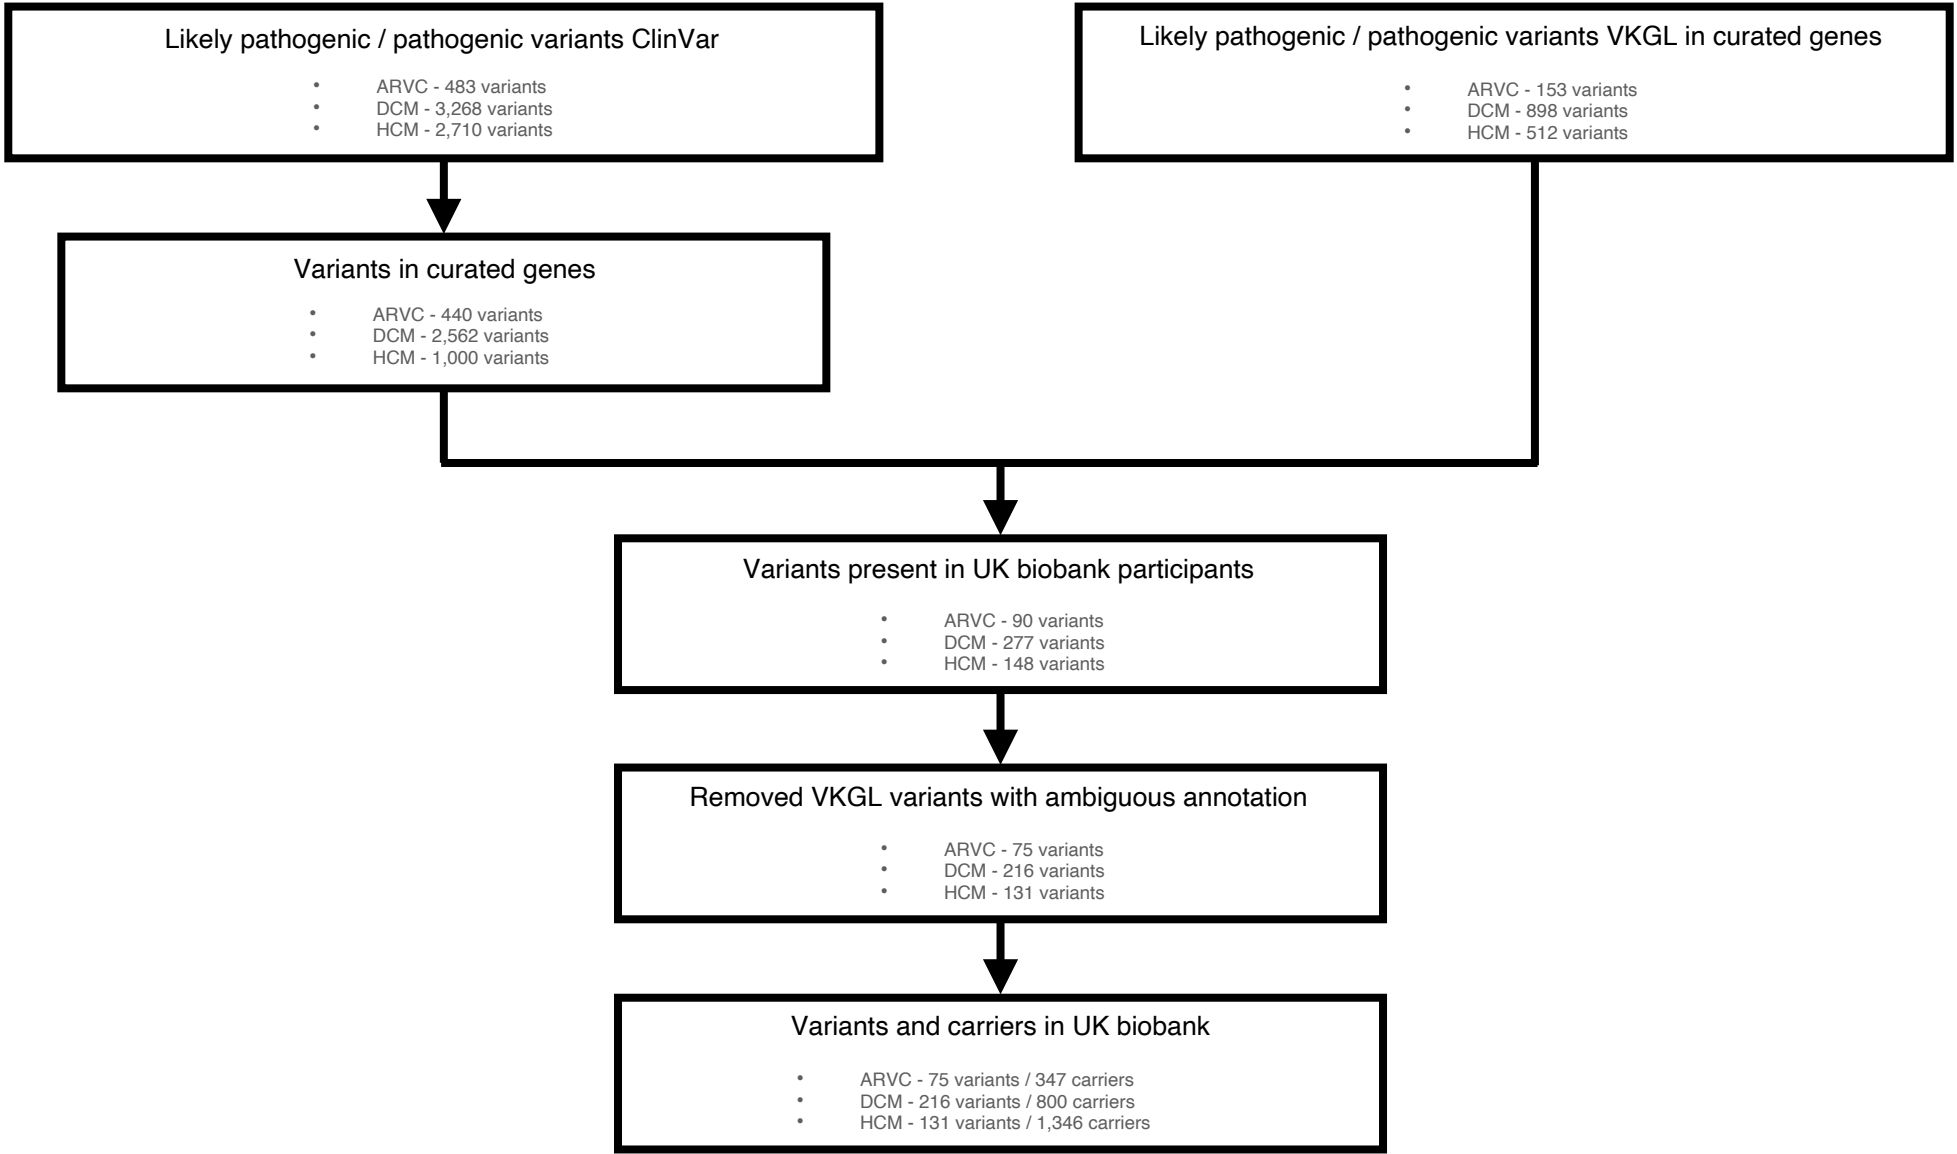 Likely pathogenic / pathogenic variants ClinVar
• ARVC - 483 variants
• DCM - 3,268 variants
• HCM - 2,710 variants
Likely pathogenic / pathogenic variants VKGL in curated genes
• ARVC - 153 variants
• DCM - 898 variants
• HCM - 512 variants
Variants in curated genes
• ARVC - 440 variants
• DCM - 2,562 variants
• HCM - 1,000 variants
Variants present in UK biobank participants
• ARVC - 90 variants
• DCM - 277 variants
• HCM - 148 variants
Removed VKGL variants with ambiguous annotation
• ARVC - 75 variants
• DCM - 216 variants
• HCM - 131 variants
Variants and carriers in UK biobank
• ARVC - 75 variants / 347 carriers
• DCM - 216 variants / 800 carriers
• HCM - 131 variants / 1,346 carriers